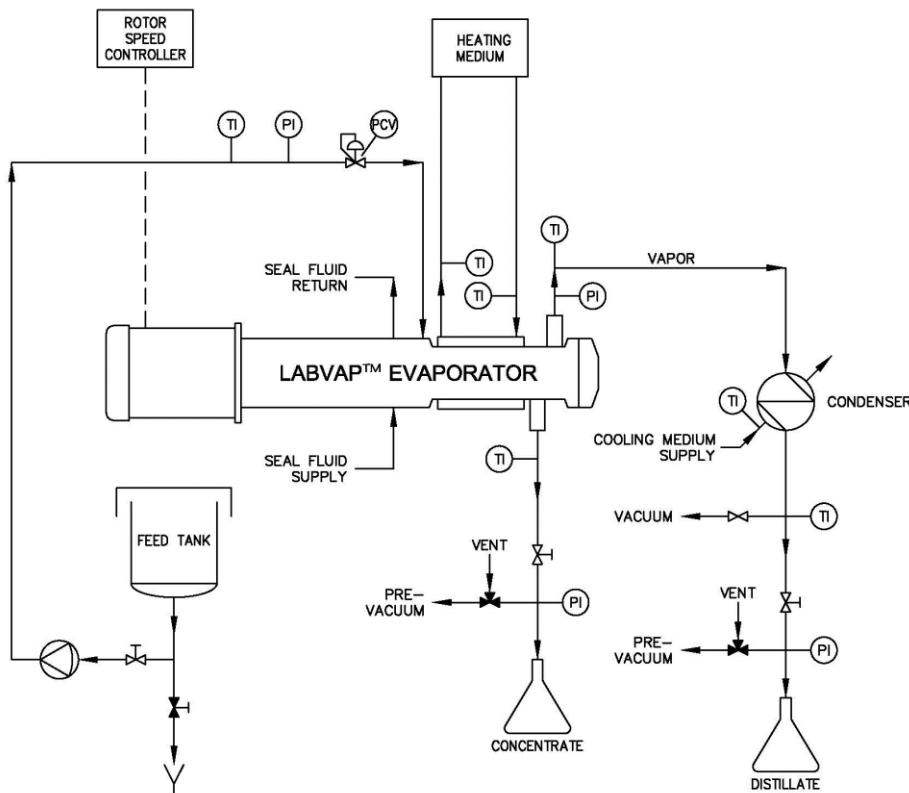 ROTOR
SPEED
CONTROLLER
HEATING
MEDIUM
TI
PI
PCV
TI
TI
TI
VAPOR
PI
SEAL FLUID
RETURN
LABVAP™ EVAPORATOR
TI
CONDENSER
COOLING MEDIUM
SUPPLY
SEAL FLUID
SUPPLY
TI
FEED TANK
VACUUM
TI
VENT
PRE-
VACUUM
PI
VENT
PRE-
VACUUM
PI
CONCENTRATE
DISTILLATE